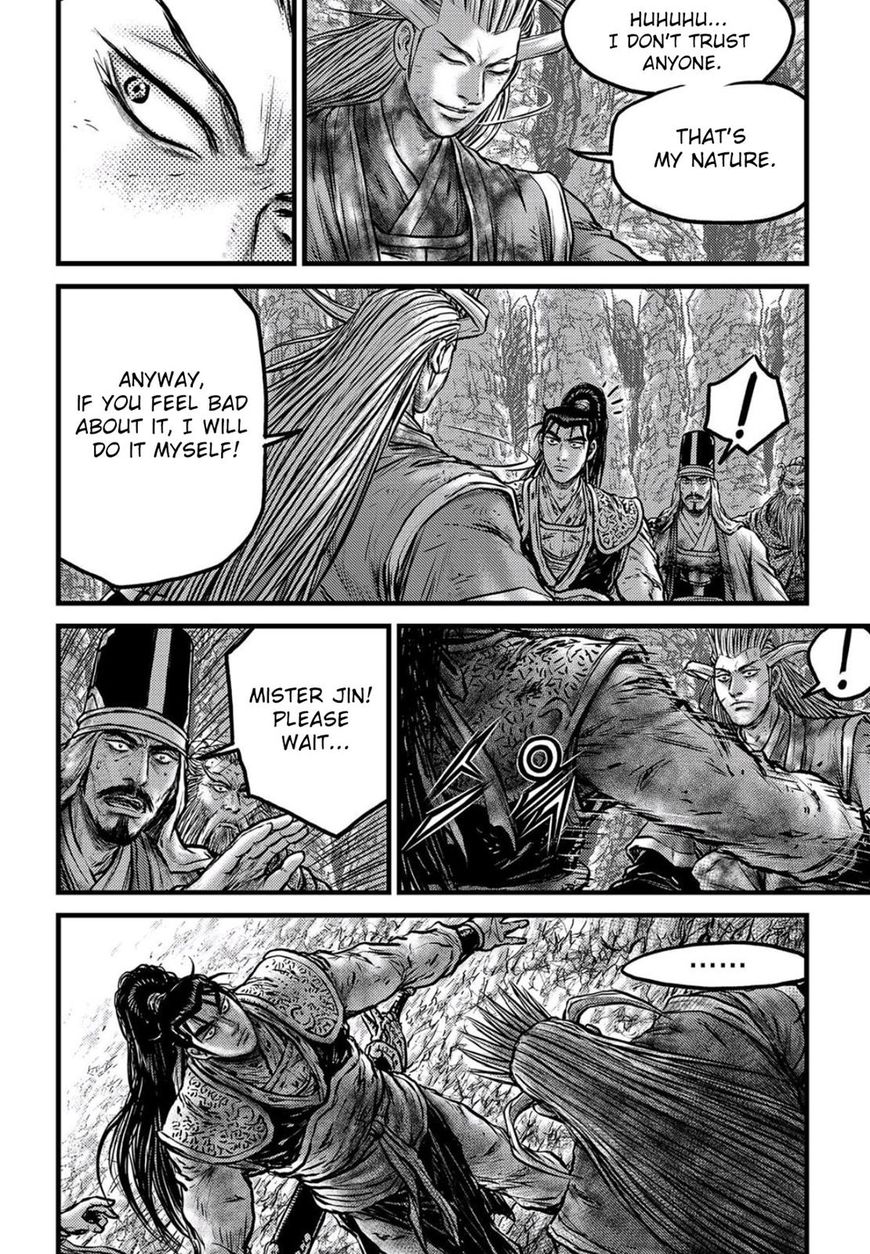 HUHUHU...
I DON'T TRUST
ANYONE.
THAT'S
MY NATURE.
ANYWAY,
IF YOU FEEL BAD
ABOUT IT, I WILL
DO IT MYSELF!
!
MISTER JIN!
PLEASE
WAIT...
!
......